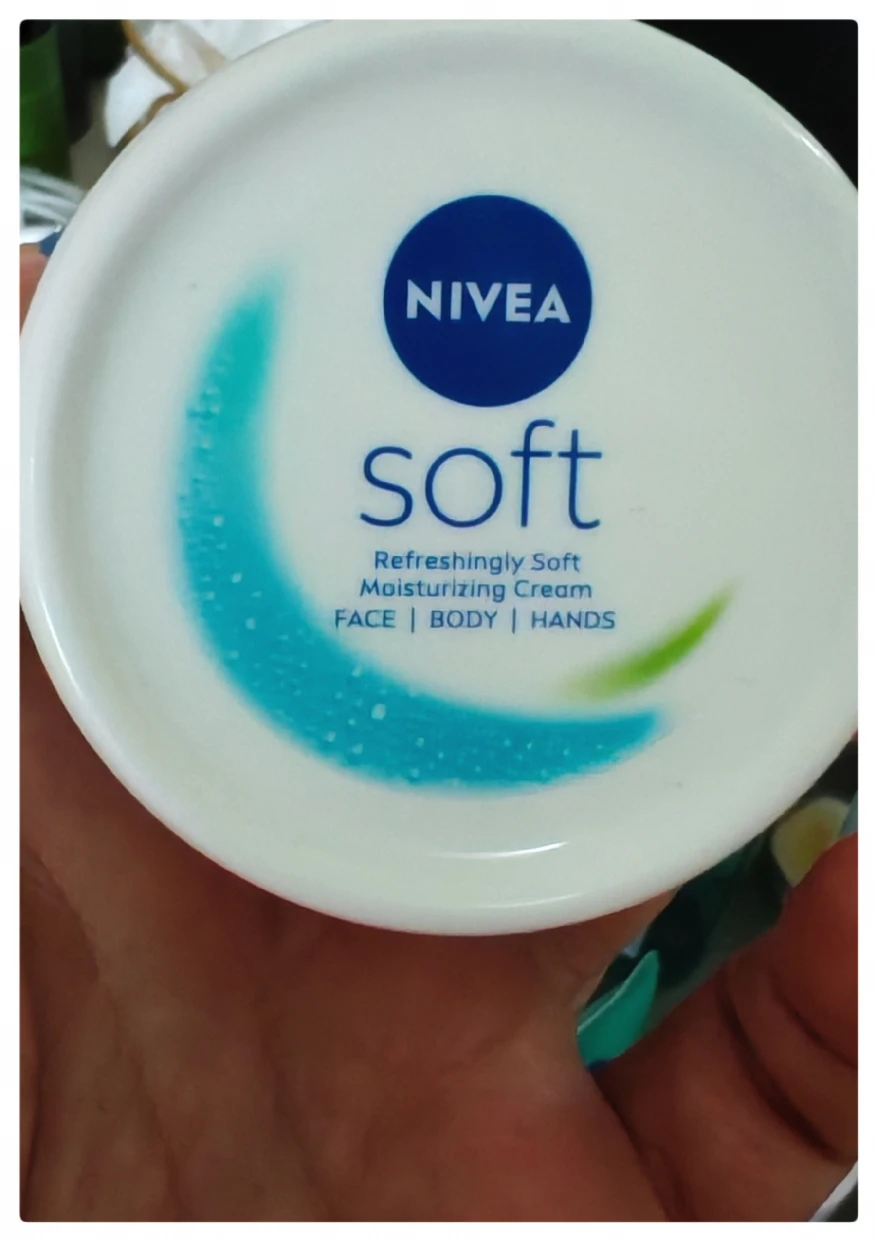 NIVEA
soft
Refreshingly Soft
Moisturizing Cream
FACE | BODY | HANDS